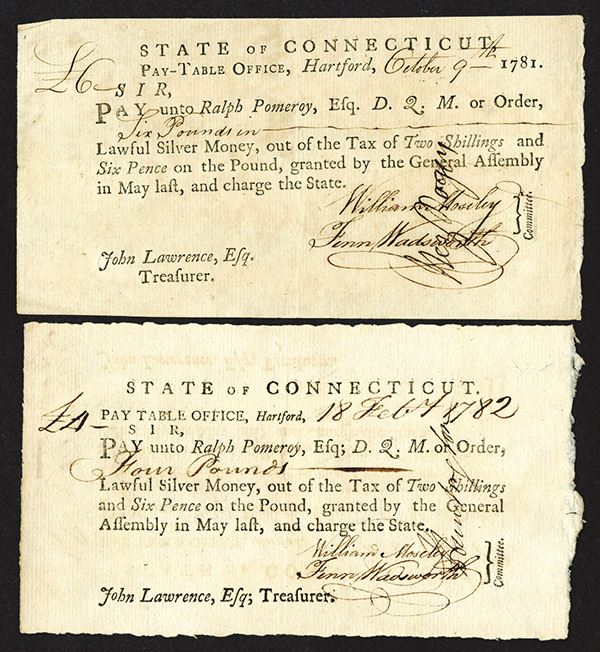 STATE OF CONNECTICUT.
PAY-TABLE OFFICE, Hartford, October 9th 1781.
£6 SIR,
PAY unto Ralph Pomeroy, Esq. D. Q. M. or Order,
Six Pounds in
Lawful Silver Money, out of the Tax of Two Shillings and
Six Pence on the Pound, granted by the General Assembly
in May laſt, and charge the State.
William Moseley
Fenn Wadsworth
Committee.
John Lawrence, Eſq.
Treasurer.
STATE OF CONNECTICUT.
£4 PAY TABLE OFFICE, Hartford, 18 Febr 1782
SIR,
PAY unto Ralph Pomeroy, Eſq; D. Q. M. or Order,
Four Pounds
Lawful Silver Money, out of the Tax of Two Shillings
and Six Pence on the Pound, granted by the General
Aſſembly in May laſt, and charge the State.
William Moseley
Fenn Wadsworth
Committee.
John Lawrence, Eſq; Treaſurer.